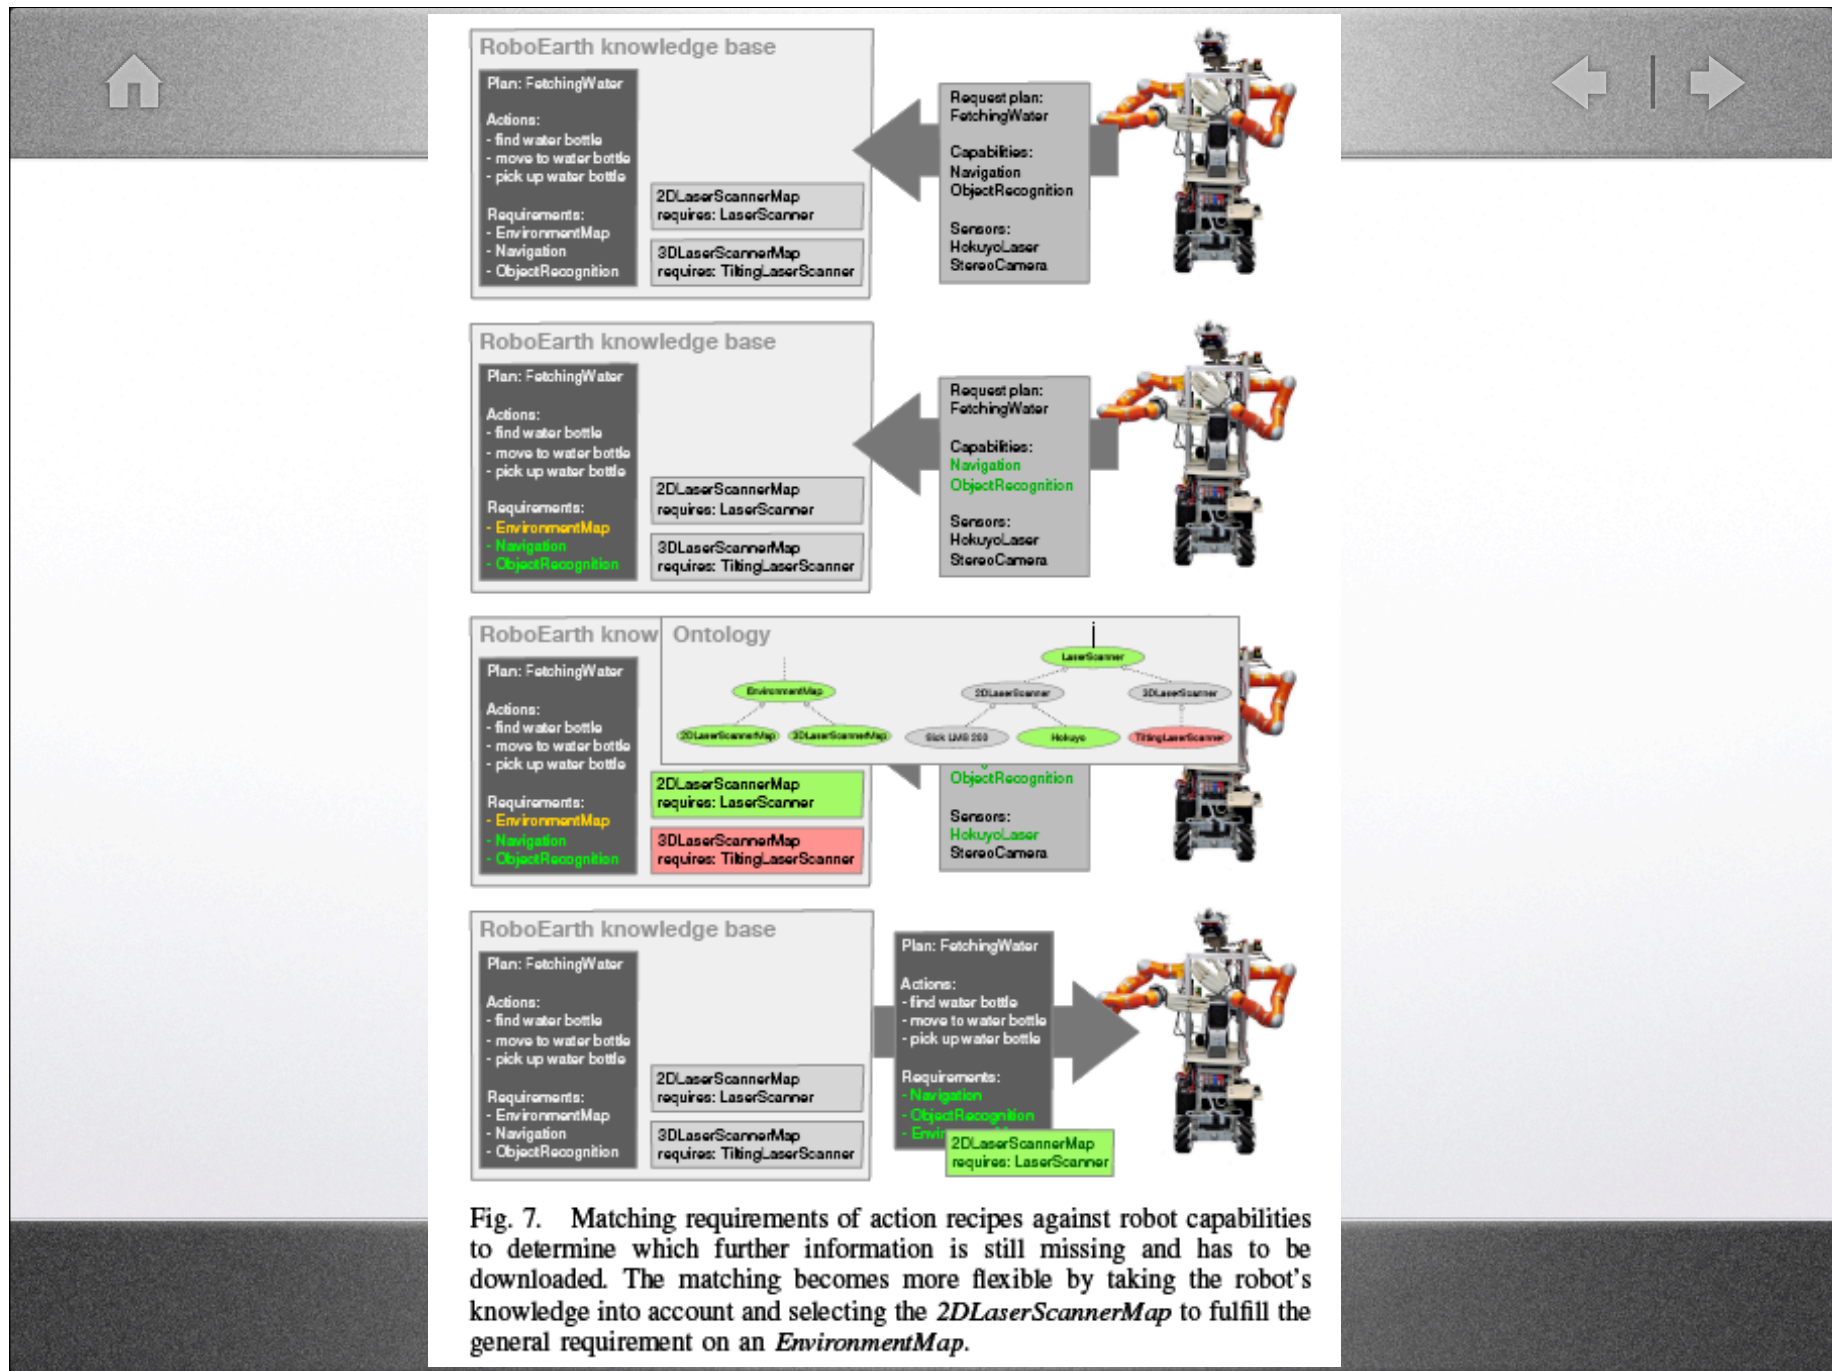 RoboEarth knowledge base
Plan: FetchingWater
Actions:
- find water bottle
- move to water bottle
- pick up water bottle
Requirements:
- EnvironmentMap
- Navigation
- ObjectRecognition
2DLaserScannerMap
requires: LaserScanner
3DLaserScannerMap
requires: TiltingLaserScanner
Request plan:
FetchingWater
Capabilities:
Navigation
ObjectRecognition
Sensors:
HokuyoLaser
StereoCamera
RoboEarth knowledge base
Plan: FetchingWater
Actions:
- find water bottle
- move to water bottle
- pick up water bottle
Requirements:
- EnvironmentMap
- Navigation
- ObjectRecognition
2DLaserScannerMap
requires: LaserScanner
3DLaserScannerMap
requires: TiltingLaserScanner
Request plan:
FetchingWater
Capabilities:
Navigation
ObjectRecognition
Sensors:
HokuyoLaser
StereoCamera
RoboEarth know
Plan: FetchingWater
Actions:
- find water bottle
- move to water bottle
- pick up water bottle
Requirements:
- EnvironmentMap
- Navigation
- ObjectRecognition
Ontology
EnvironmentMap
2DLaserScannerMap
3DLaserScannerMap
LaserScanner
2DLaserScanner
3DLaserScanner
Sick LMS 200
Hokuyo
TiltingLaserScanner
2DLaserScannerMap
requires: LaserScanner
3DLaserScannerMap
requires: TiltingLaserScanner
ObjectRecognition
Sensors:
HokuyoLaser
StereoCamera
RoboEarth knowledge base
Plan: FetchingWater
Actions:
- find water bottle
- move to water bottle
- pick up water bottle
Requirements:
- EnvironmentMap
- Navigation
- ObjectRecognition
2DLaserScannerMap
requires: LaserScanner
3DLaserScannerMap
requires: TiltingLaserScanner
Plan: FetchingWater
Actions:
- find water bottle
- move to water bottle
- pick up water bottle
Requirements:
- Navigation
- ObjectRecognition
- Envir
2DLaserScannerMap
requires: LaserScanner
Fig. 7. Matching requirements of action recipes against robot capabilities
to determine which further information is still missing and has to be
downloaded. The matching becomes more flexible by taking the robot's
knowledge into account and selecting the 2DLaserScannerMap to fulfill the
general requirement on an EnvironmentMap.